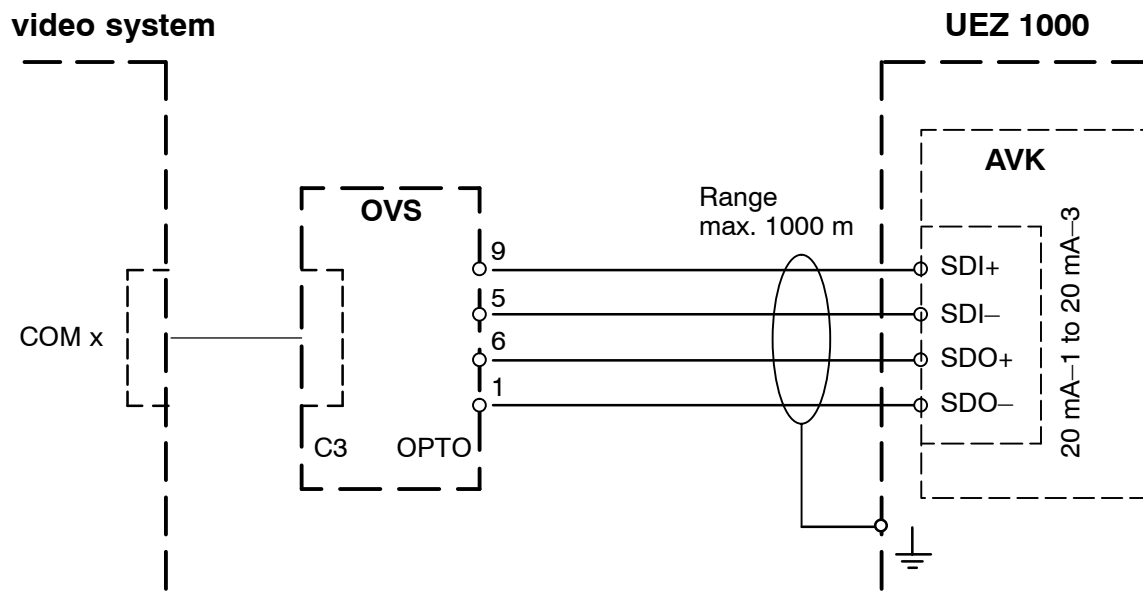 video system
UEZ 1000
AVK
OVS
Range
max. 1000 m
9
SDI+
5
SDI–
COM x
6
SDO+
1
SDO–
20 mA–1 to 20 mA–3
C3
OPTO